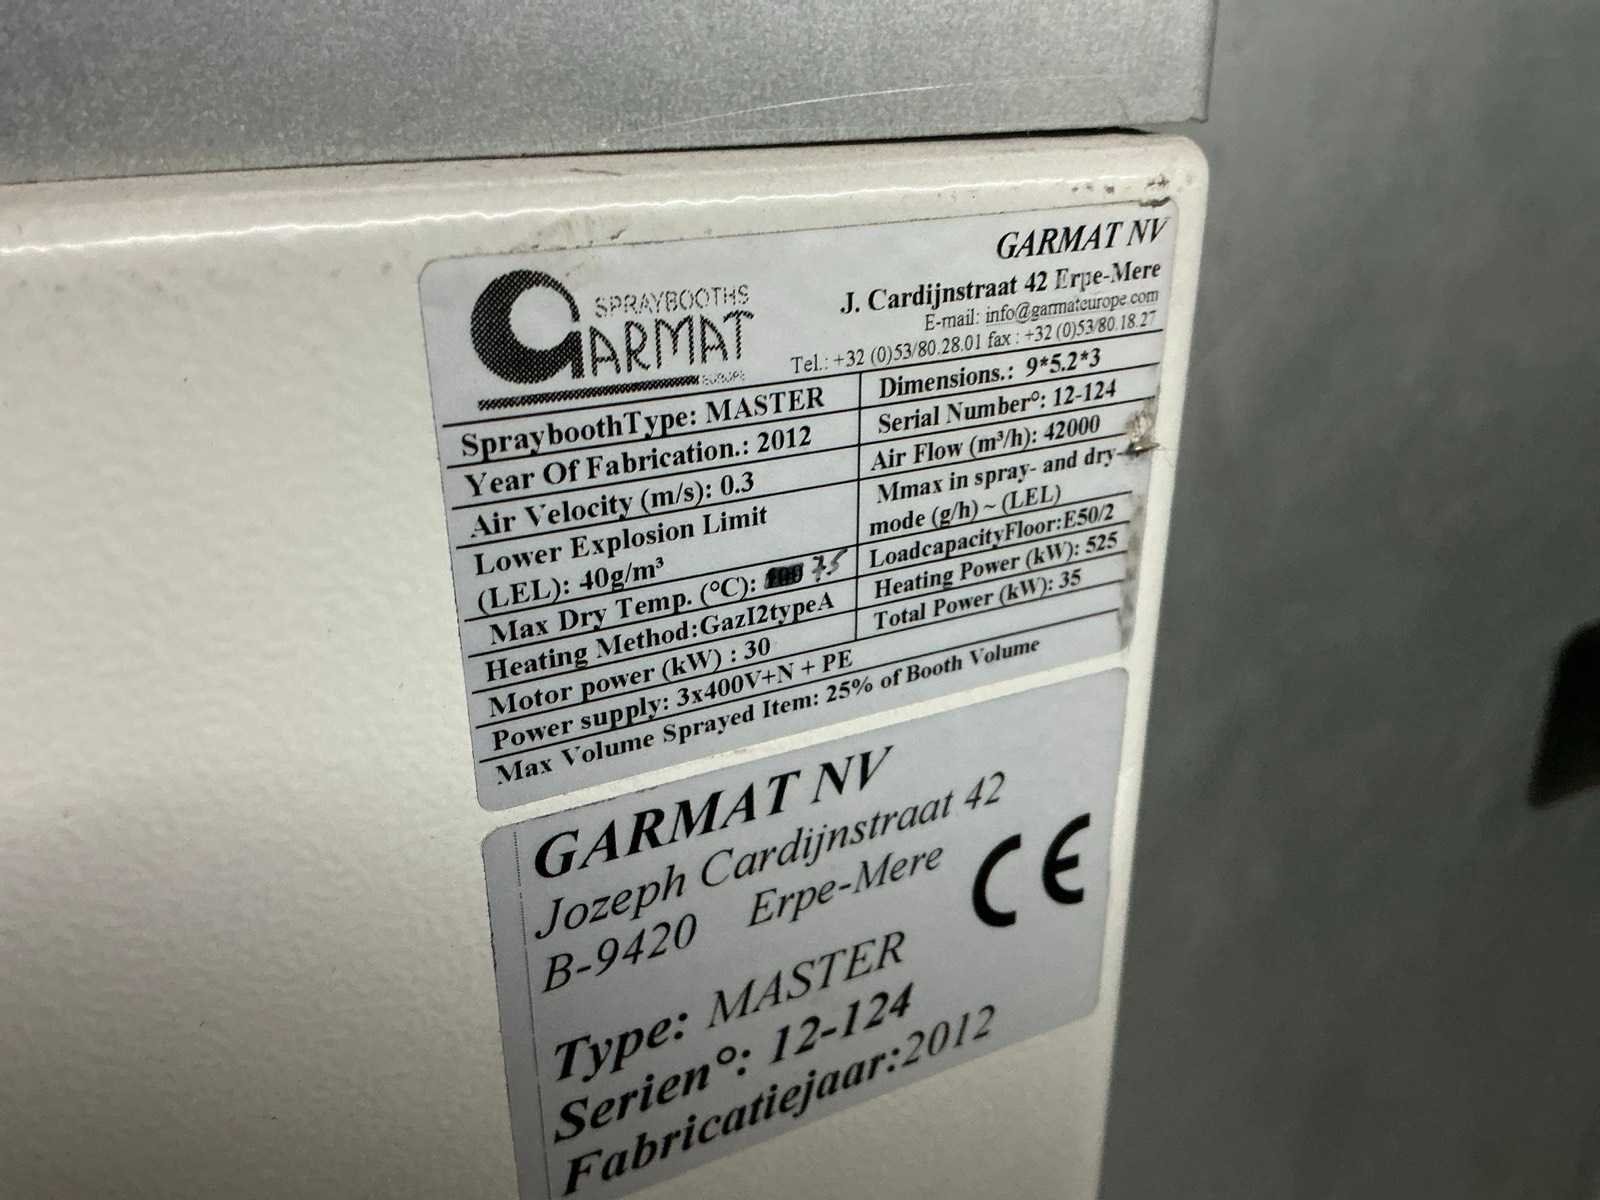 SPRAYBOOTHS
GARMAT
EUROPE
GARMAT NV
J. Cardijnstraat 42 Erpe-Mere
E-mail: info@garmateurope.com
Tel.: +32 (0)53/80.28.01 fax : +32 (0)53/80.18.27
SprayboothType: MASTER
Dimensions.: 9*5.2*3
Year Of Fabrication.: 2012
Serial Number°: 12-124
Air Velocity (m/s): 0.3
Air Flow (m³/h): 42000
Lower Explosion Limit
(LEL): 40g/m³
Mmax in spray- and dry-
mode (g/h) ~ (LEL)
Max Dry Temp. (°C): 75
LoadcapacityFloor:E50/2
Heating Method:GazI2typeA
Heating Power (kW): 525
Motor power (kW) : 30
Total Power (kW): 35
Power supply: 3x400V+N + PE
Max Volume Sprayed Item: 25% of Booth Volume
GARMAT NV
Jozeph Cardijnstraat 42
B-9420 Erpe-Mere
CE
Type: MASTER
Serien°: 12-124
Fabricatiejaar:2012